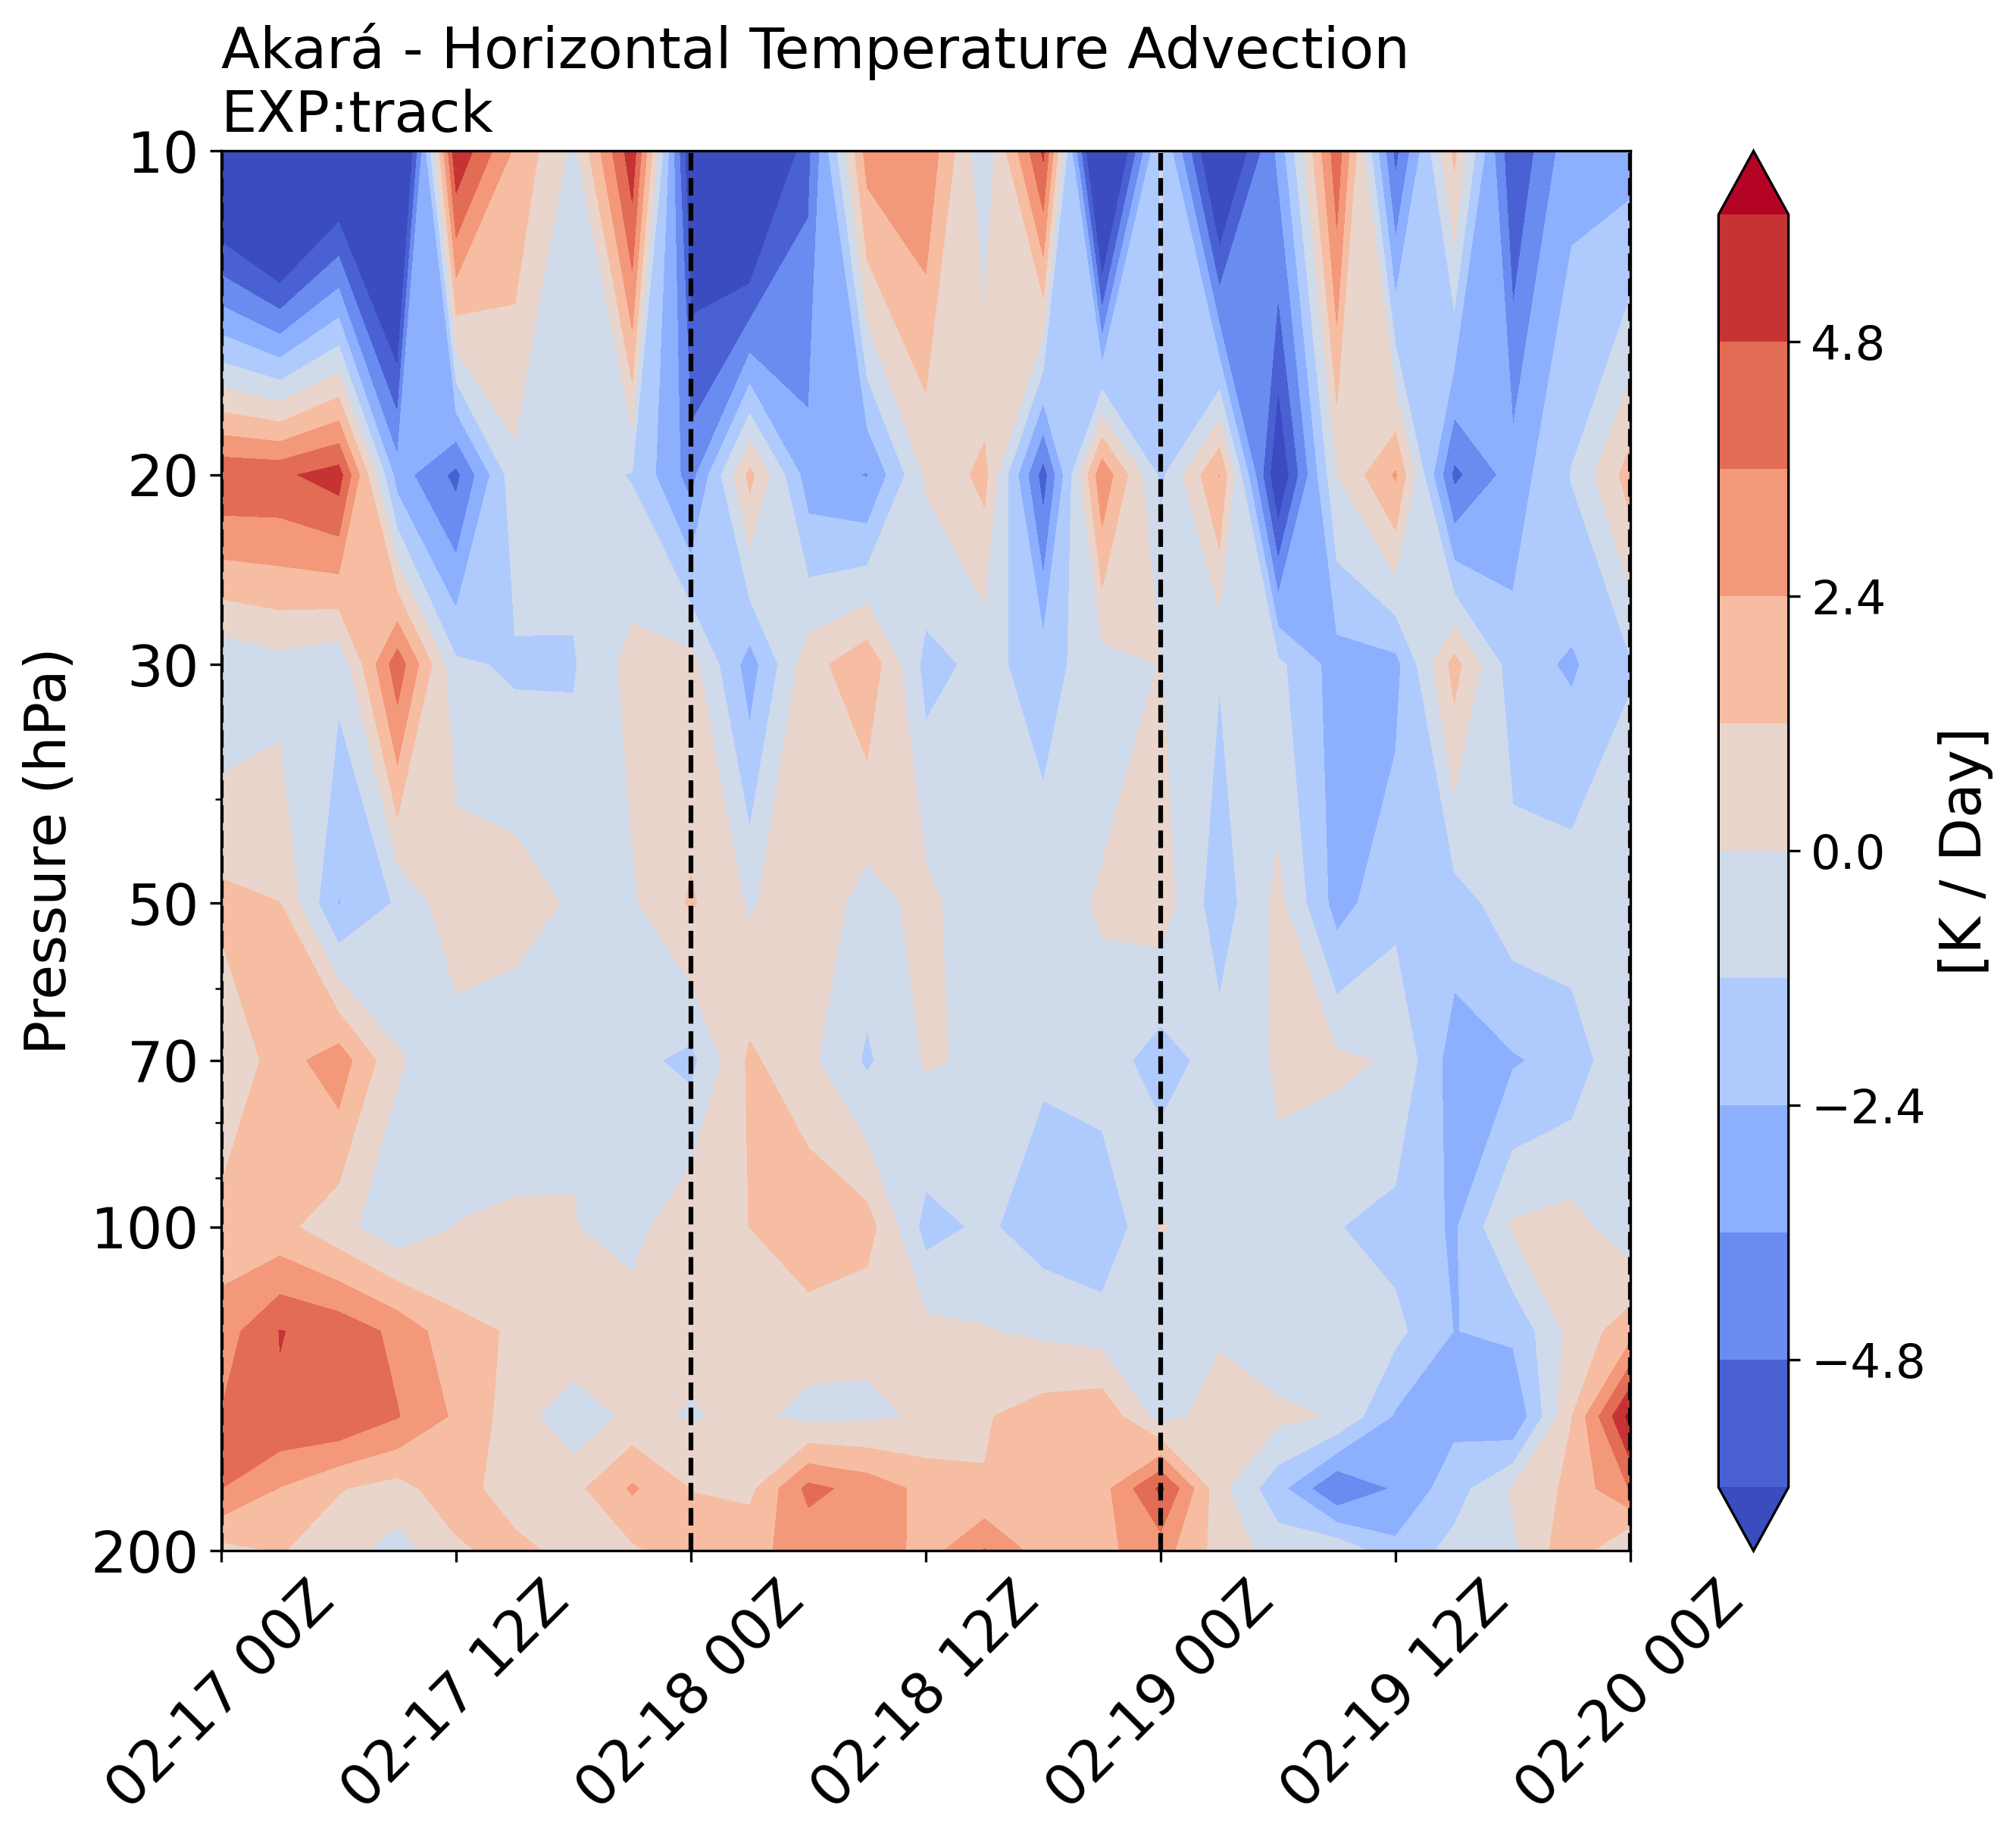 Akará - Horizontal Temperature Advection
EXP:track
Pressure (hPa)
10
20
30
50
70
100
200
02-17 00Z
02-17 12Z
02-18 00Z
02-18 12Z
02-19 00Z
02-19 12Z
02-20 00Z
4.8
2.4
0.0
−2.4
−4.8
[K / Day]